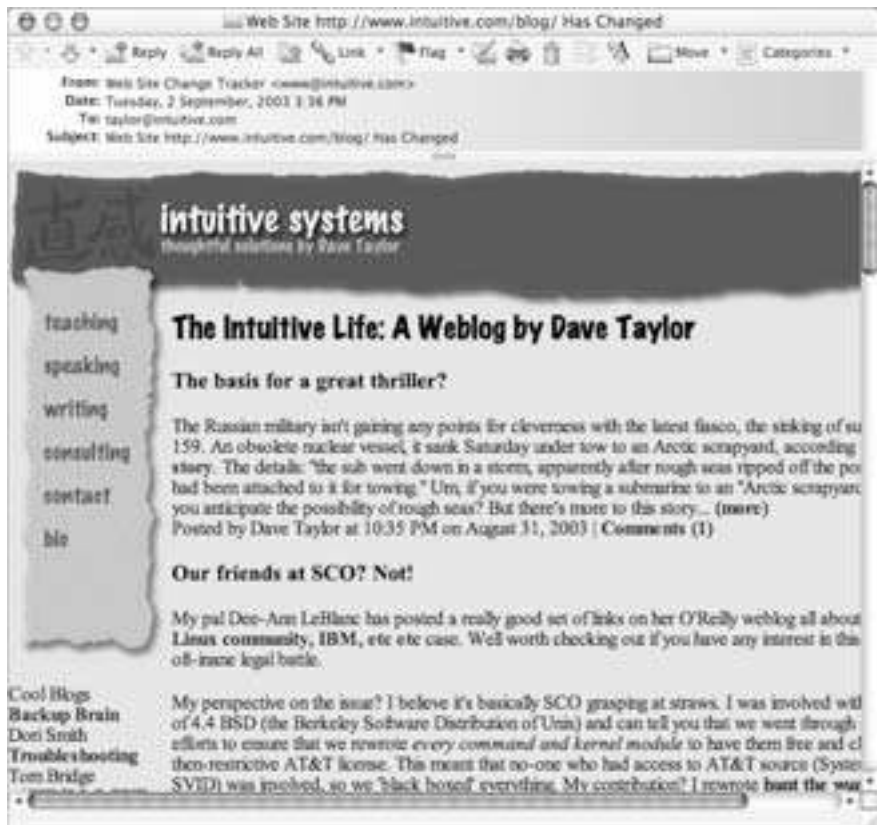 Web Site http://www.intuitive.com/blog/ Has Changed
Reply Reply All Link Flag Move Categories
From: Web Site Change Tracker <www@intuitive.com>
Date: Tuesday, 2 September, 2003 3:36 PM
To: taylor@intuitive.com
Subject: Web Site http://www.intuitive.com/blog/ Has Changed
直感
intuitive systems
thoughtful solutions by Dave Taylor
teaching
speaking
writing
consulting
contact
bio
The Intuitive Life: A Weblog by Dave Taylor
The basis for a great thriller?
The Russian military isn't gaining any points for cleverness with the latest fiasco, the sinking of su
159. An obsolete nuclear vessel, it sank Saturday under tow to an Arctic scrapyard, according
story. The details: "the sub went down in a storm, apparently after rough seas ripped off the po
had been attached to it for towing." Um, if you were towing a submarine to an "Arctic scrapyard
you anticipate the possibility of rough seas? But there's more to this story... (more)
Posted by Dave Taylor at 10:35 PM on August 31, 2003 | Comments (1)
Our friends at SCO? Not!
My pal Dee-Ann LeBlanc has posted a really good set of links on her O'Reilly weblog all about
Linux community, IBM, etc etc case. Well worth checking out if you have any interest in this
oft-inane legal battle.
My perspective on the issue? I believe it's basically SCO grasping at straws. I was involved with
of 4.4 BSD (the Berkeley Software Distribution of Unix) and can tell you that we went through
efforts to ensure that we rewrote every command and kernel module to have them free and cl
then-restrictive AT&T license. This meant that no-one who had access to AT&T source (Syste
SVID) was involved, so we 'black boxed' everything. My contribution? I rewrote hunt the wu
Cool Blogs
Backup Brain
Dori Smith
Troubleshooting
Tom Bridge